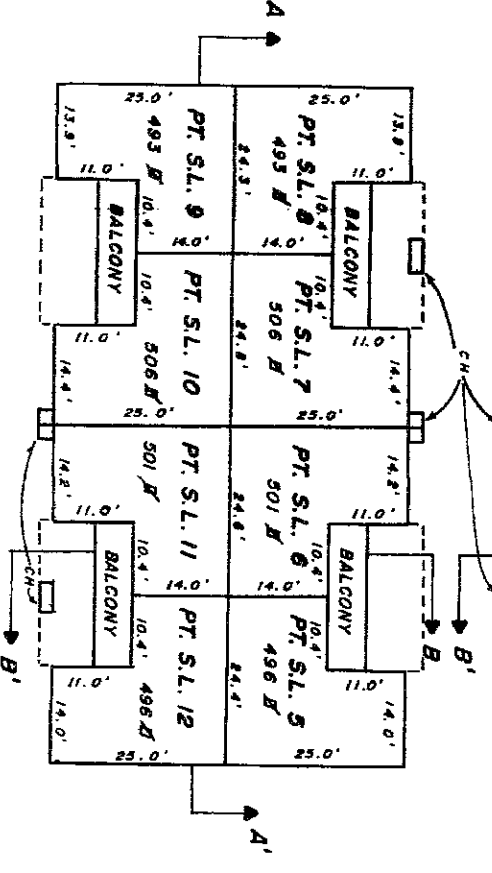 A
25.0'
25.0'
13.9'
13.9'
PT. S.L. 9
493 ⌗
PT. S.L. 8
493 ⌗
24.3'
11.0'
11.0'
10.4'
10.4'
BALCONY
BALCONY
14.0'
14.0'
10.4'
10.4'
CH
PT. S.L. 10
506 ⌗
PT. S.L. 7
506 ⌗
24.8'
11.0'
11.0'
14.4'
14.4'
25.0'
25.0'
14.2'
14.2'
PT. S.L. 11
501 ⌗
PT. S.L. 6
501 ⌗
24.6'
11.0'
11.0'
10.4'
10.4'
BALCONY
BALCONY
CH
14.0'
14.0'
10.4'
10.4'
B'
B
B'
PT. S.L. 12
496 ⌗
PT. S.L. 5
496 ⌗
24.4'
11.0'
11.0'
14.0'
14.0'
25.0'
25.0'
A'